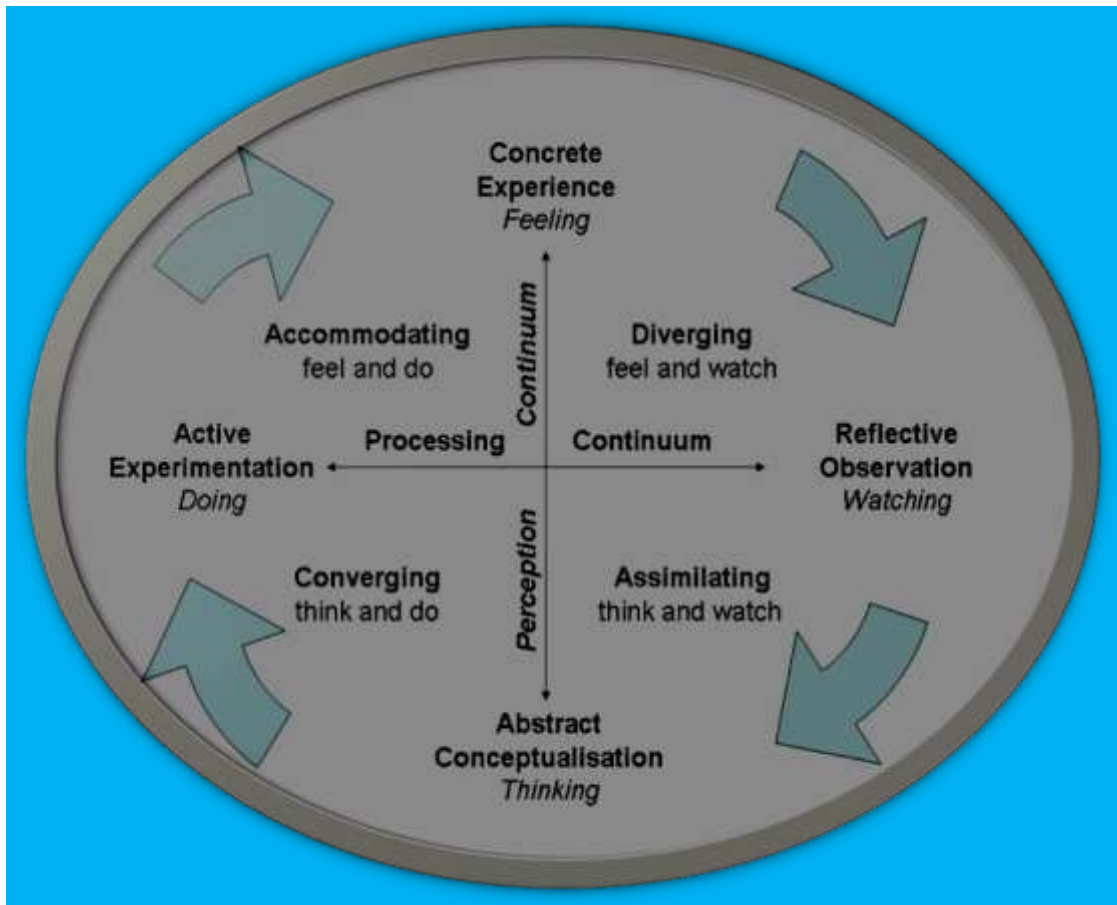 Concrete
Experience
Feeling
Continuum
Accommodating
feel and do
Diverging
feel and watch
Active
Experimentation
Doing
Processing
Continuum
Reflective
Observation
Watching
Perception
Converging
think and do
Assimilating
think and watch
Abstract
Conceptualisation
Thinking